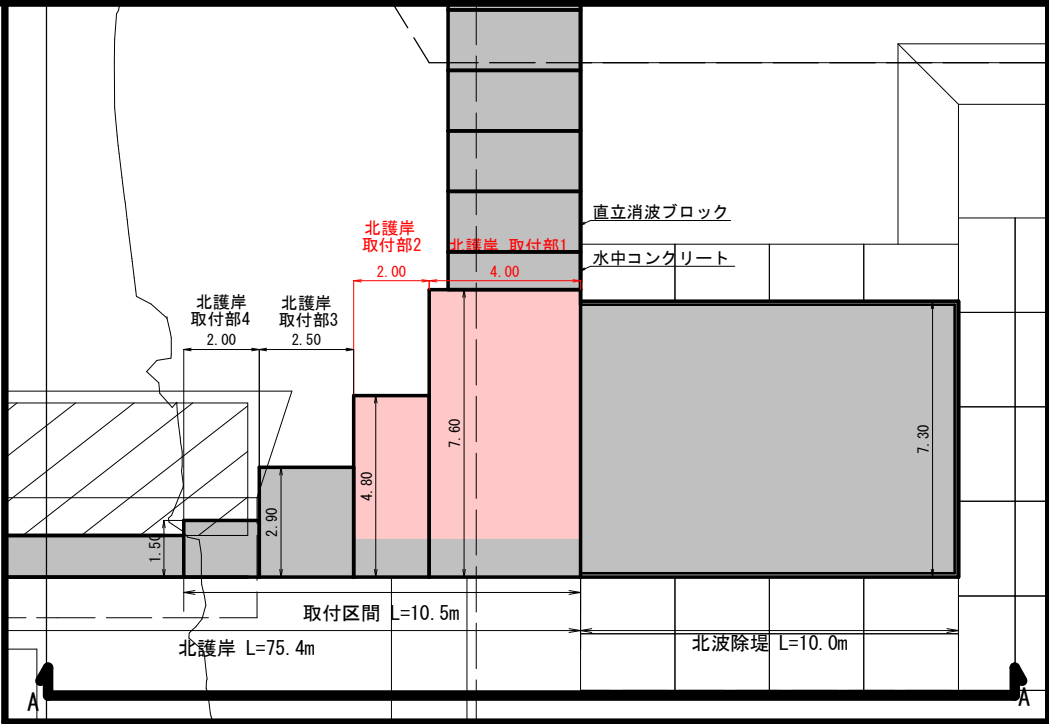 直立消波ブロック
北護岸
取付部2
北護岸 取付部1
水中コンクリート
2.00
4.00
北護岸
取付部4
北護岸
取付部3
2.00
2.50
7.60
7.30
4.80
2.90
1.50
取付区間 L=10.5m
北護岸 L=75.4m
北波除堤 L=10.0m
A
A